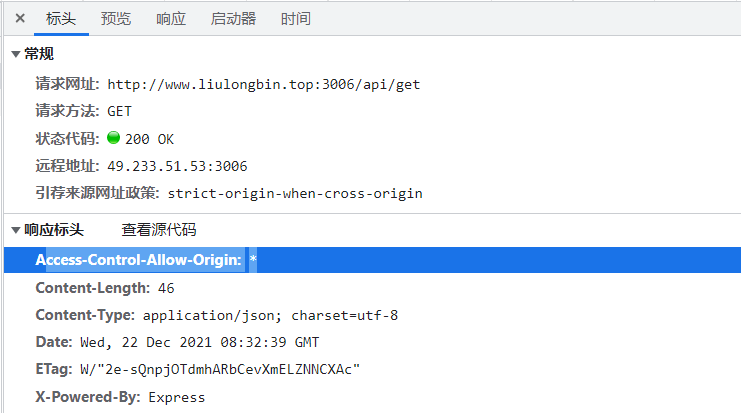 × 标头 预览 响应 启动器 时间
▼ 常规
请求网址: http://www.liulongbin.top:3006/api/get
请求方法: GET
状态代码: 200 OK
远程地址: 49.233.51.53:3006
引荐来源网址政策: strict-origin-when-cross-origin
▼ 响应标头 查看源代码
Access-Control-Allow-Origin: *
Content-Length: 46
Content-Type: application/json; charset=utf-8
Date: Wed, 22 Dec 2021 08:32:39 GMT
ETag: W/"2e-sQnpjOTdmhARbCevXmELZNNCXAc"
X-Powered-By: Express